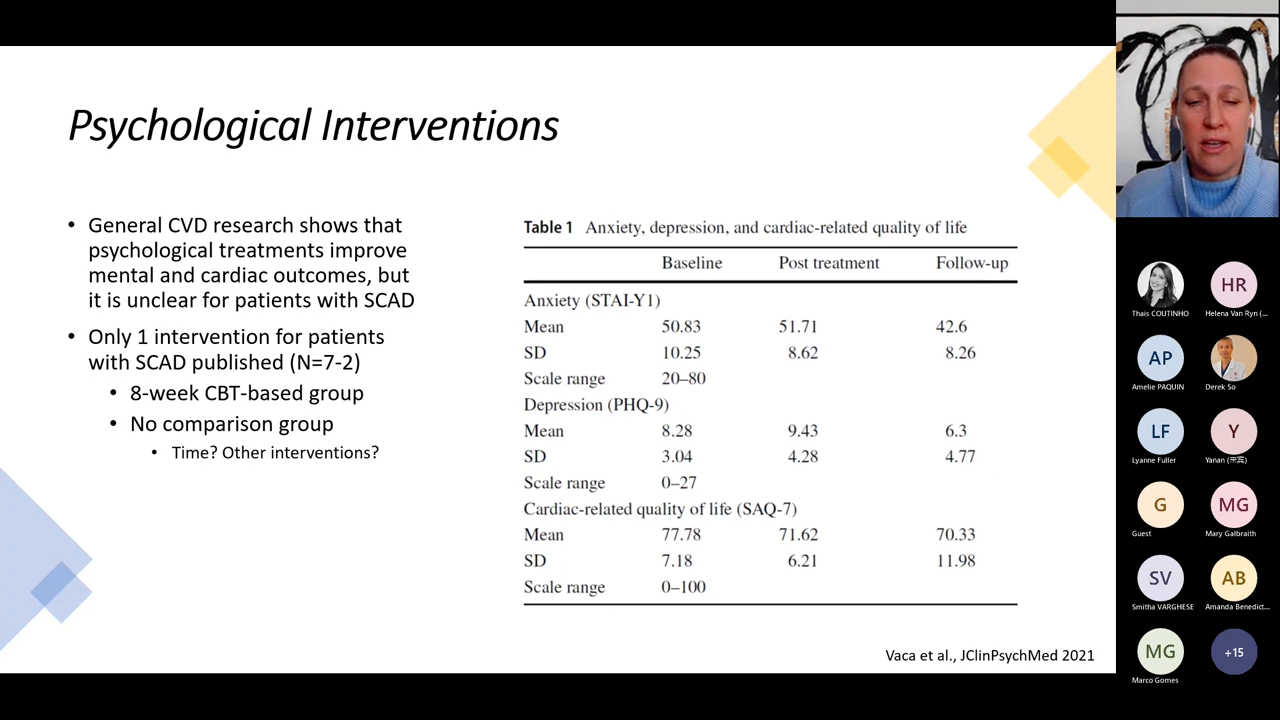 Psychological Interventions
• General CVD research shows that
psychological treatments improve
mental and cardiac outcomes, but
it is unclear for patients with SCAD
• Only 1 intervention for patients
with SCAD published (N=7-2)
• 8-week CBT-based group
• No comparison group
• Time? Other interventions?
Table 1 Anxiety, depression, and cardiac-related quality of life
Baseline Post treatment Follow-up
Anxiety (STAI-Y1)
Mean 50.83 51.71 42.6
SD 10.25 8.62 8.26
Scale range 20–80
Depression (PHQ-9)
Mean 8.28 9.43 6.3
SD 3.04 4.28 4.77
Scale range 0–27
Cardiac-related quality of life (SAQ-7)
Mean 77.78 71.62 70.33
SD 7.18 6.21 11.98
Scale range 0–100
Vaca et al., JClinPsychMed 2021
HR
Thais COUTINHO Helena Van Ryn (...
AP
Amelie PAQUIN Derek So
LF Y
Lyanne Fuller Yanan
G MG
Guest Mary Galbraith
SV AB
Smitha VARGHESE Amanda Benedict...
MG +15
Marco Gomes